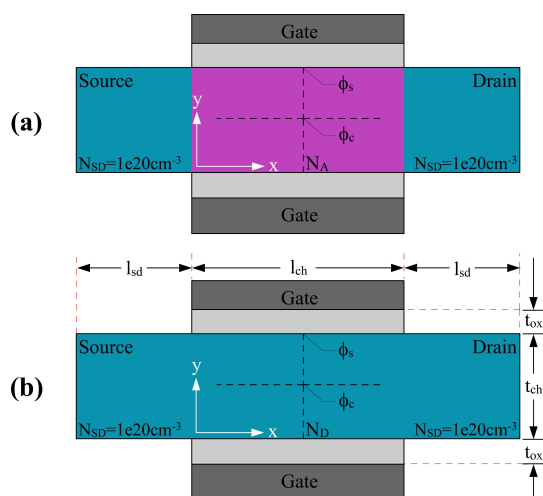 Gate
Source
ϕs
Drain
(a)
y
ϕc
NSD=1e20cm-3
x
NA
NSD=1e20cm-3
Gate
lsd
lch
lsd
Gate
tox
Source
ϕs
Drain
(b)
y
ϕc
tch
NSD=1e20cm-3
x
ND
NSD=1e20cm-3
tox
Gate